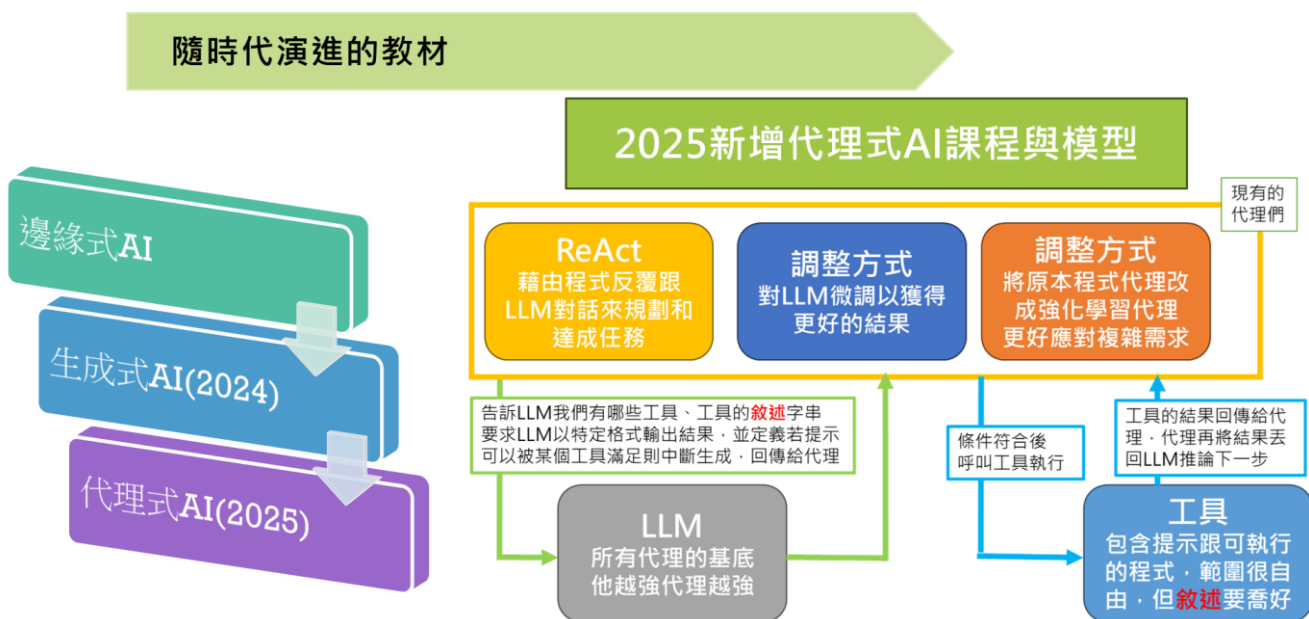 隨時代演進的教材
2025新增代理式AI課程與模型
邊緣式AI
生成式AI(2024)
代理式AI(2025)
現有的
代理們
ReAct
藉由程式反覆跟
LLM對話來規劃和
達成任務
調整方式
對LLM微調以獲得
更好的結果
調整方式
將原本程式代理改
成強化學習代理
更好應對複雜需求
告訴LLM我們有哪些工具、工具的敘述字串
要求LLM以特定格式輸出結果，並定義若提示
可以被某個工具滿足則中斷生成，回傳給代理
條件符合後
呼叫工具執行
工具的結果回傳給代
理，代理再將結果丟
回LLM推論下一步
LLM
所有代理的基底
他越強代理越強
工具
包含提示跟可執行
的程式，範圍很自
由，但敘述要喬好